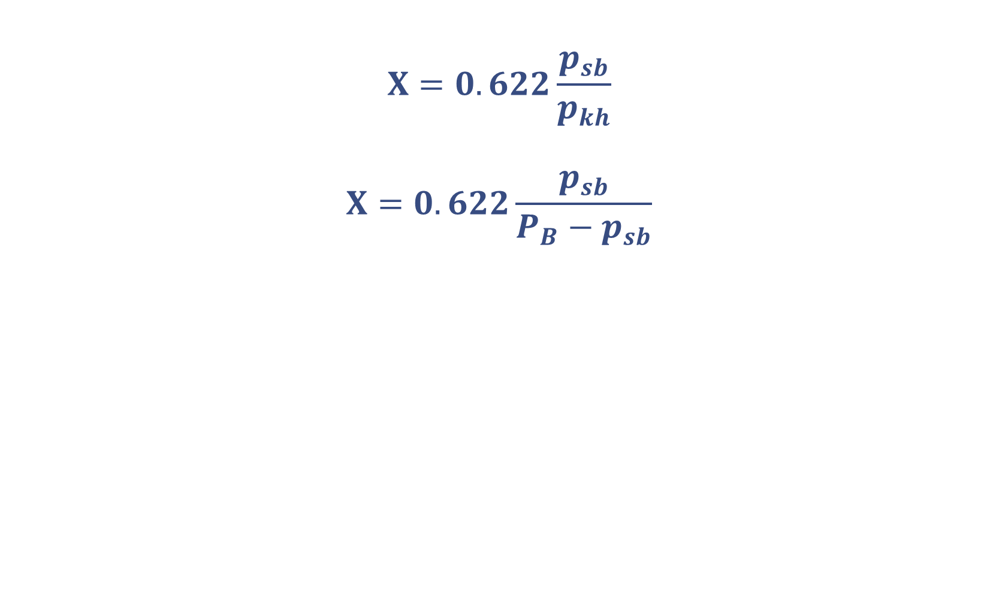 X = 0.622 p_sb / p_kh
X = 0.622 p_sb / (P_B − p_sb)